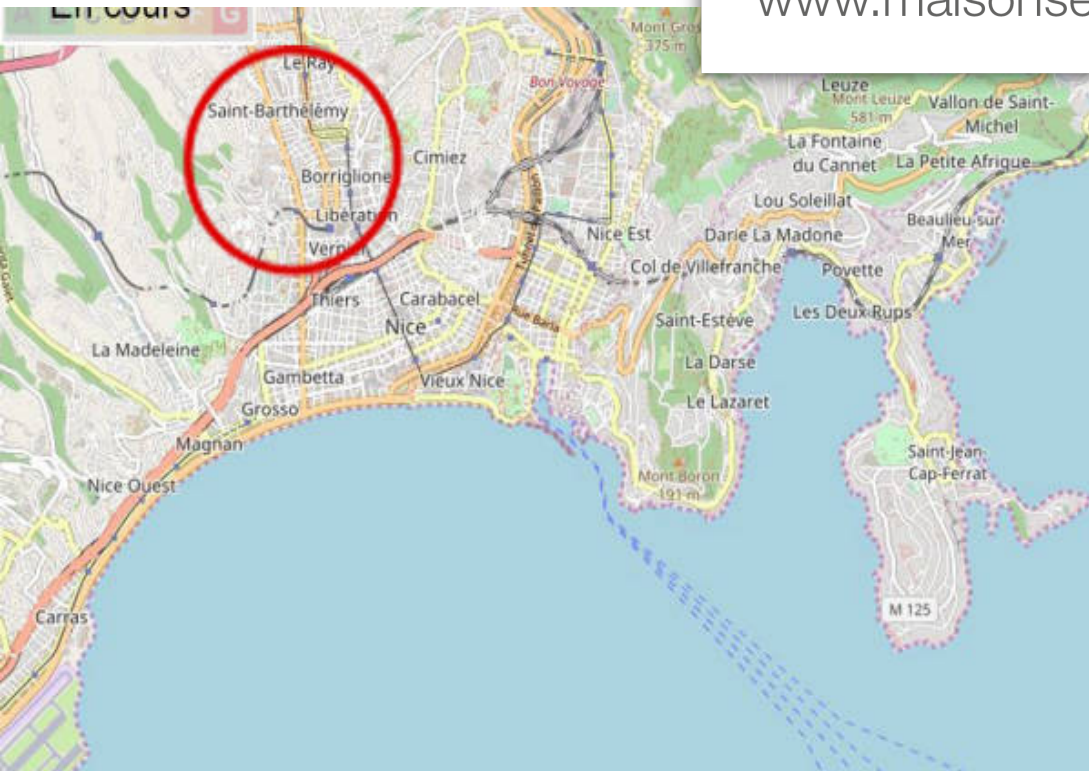 En cours
G
www.maisonse
Mont Gros
375 m
Le Ray
Bon Voyage
Leuze
Mont Leuze
581 m
Vallon de Saint-
Michel
Saint-Barthélémy
Cimiez
La Fontaine
du Cannet
La Petite Afrique
Borriglione
Lou Soleillat
Libération
Beaulieu-sur-
Mer
Vernier
Nice Est
Darie La Madone
Col de Villefranche
Povette
Thiers
Carabacel
Les Deux Rups
Nice
Rue Barla
Saint-Estève
La Madeleine
La Darse
Gambetta
Vieux Nice
Le Lazaret
Grosso
Magnan
Saint-Jean-
Cap-Ferrat
Nice Ouest
Mont Boron
191 m
M 125
Carras